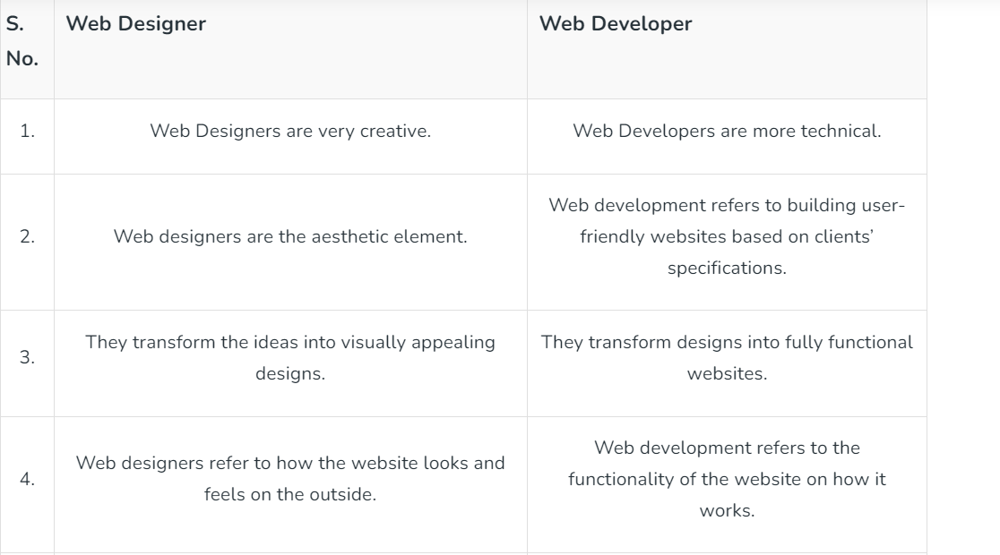 S. No.
Web Designer
Web Developer
1.
Web Designers are very creative.
Web Developers are more technical.
2.
Web designers are the aesthetic element.
Web development refers to building user-
friendly websites based on clients’
specifications.
3.
They transform the ideas into visually appealing
designs.
They transform designs into fully functional
websites.
4.
Web designers refer to how the website looks and
feels on the outside.
Web development refers to the
functionality of the website on how it
works.